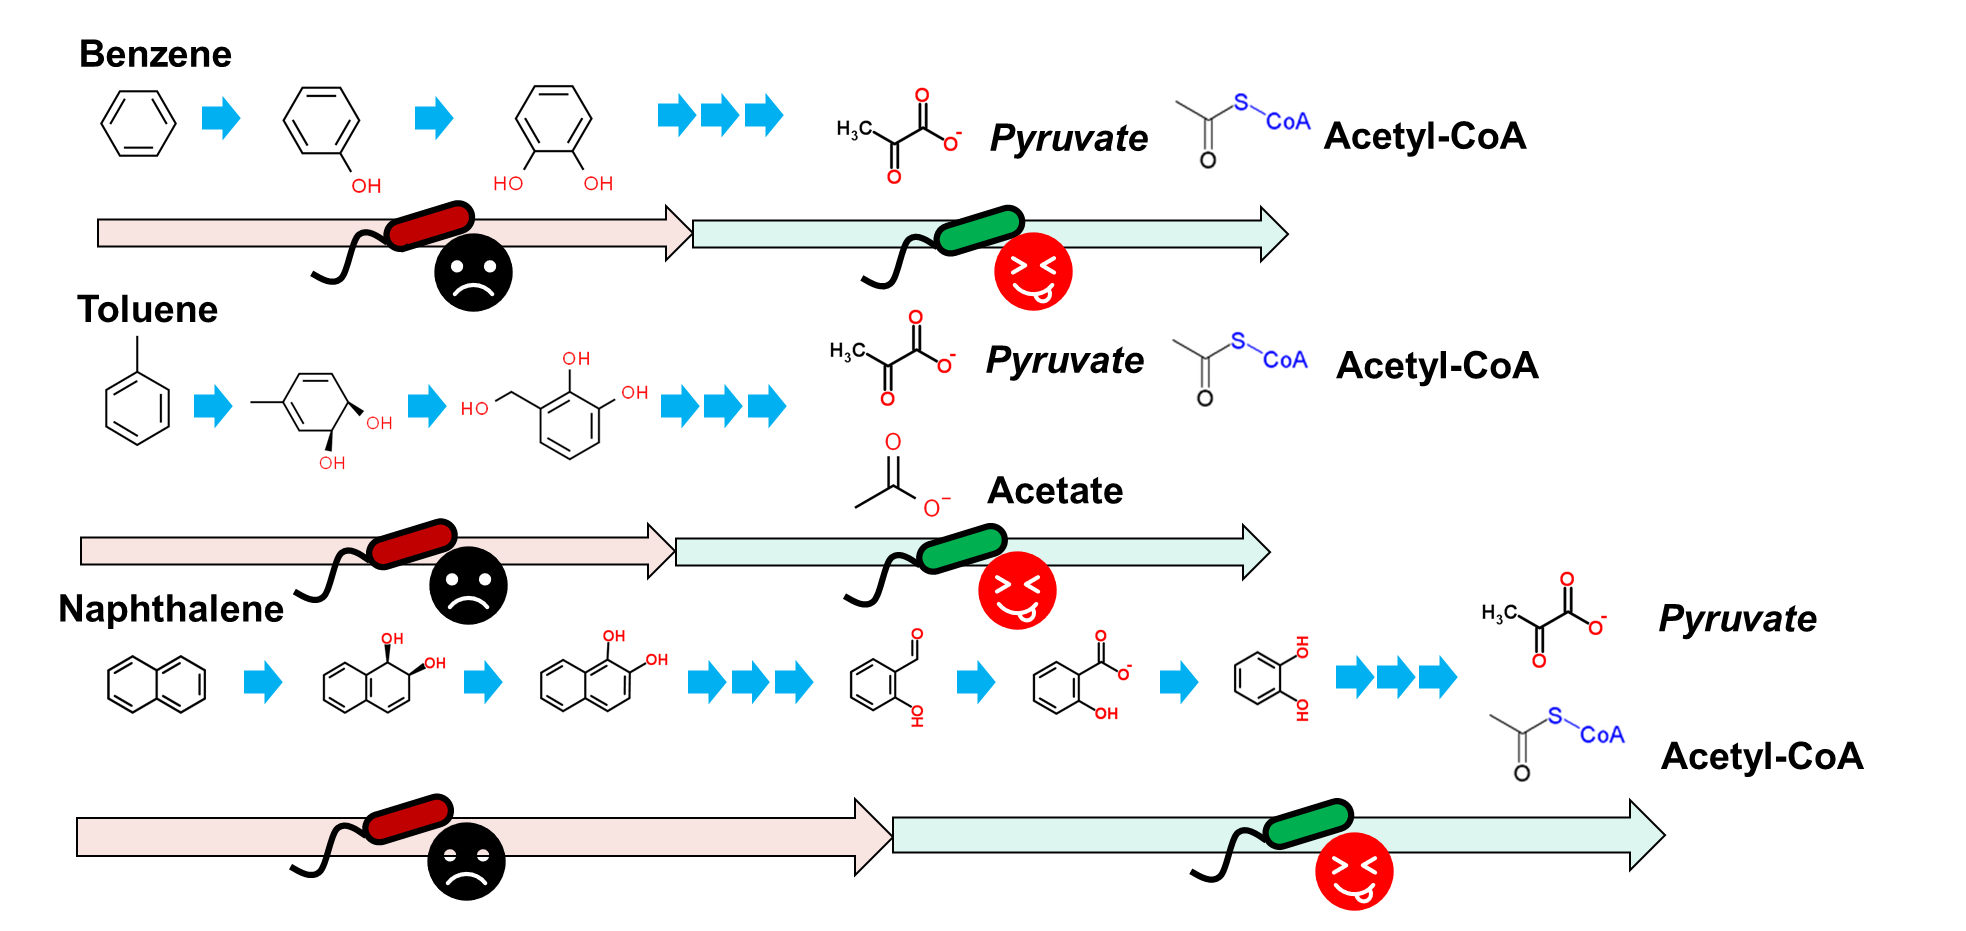 Benzene
OH
HO
OH
H3C
O
O
O-
Pyruvate
S
CoA
O
Acetyl-CoA
Toluene
OH
OH
HO
OH
OH
H3C
O
O
O-
Pyruvate
S
CoA
O
Acetyl-CoA
O
O−
Acetate
Naphthalene
OH
OH
OH
OH
O
OH
O
O-
OH
OH
OH
H3C
O
O
O-
Pyruvate
S
CoA
O
Acetyl-CoA